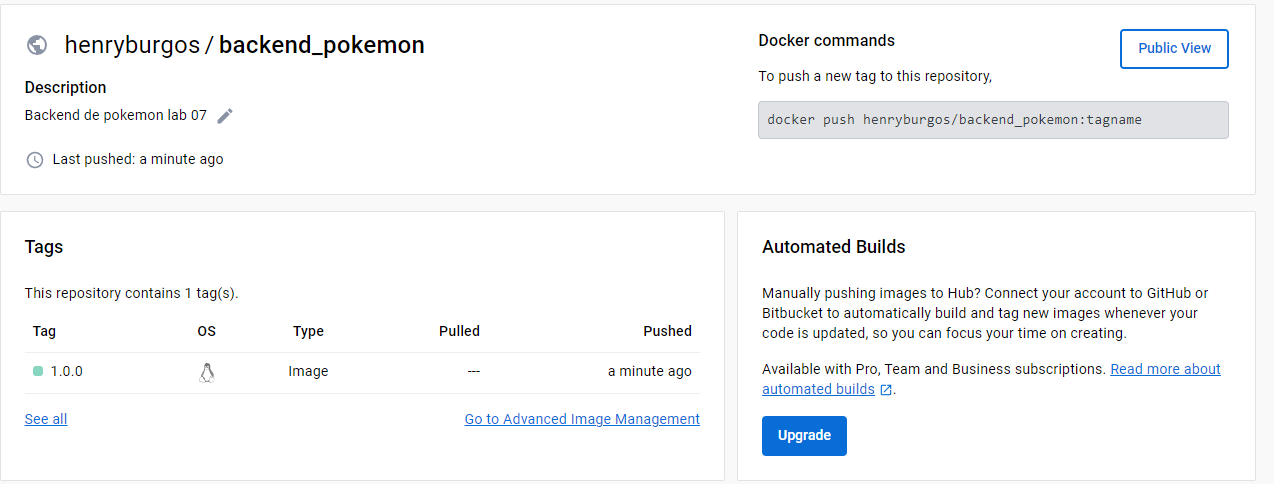 henryburgos / backend_pokemon
Description
Backend de pokemon lab 07
Last pushed: a minute ago
Docker commands
Public View
To push a new tag to this repository,
docker push henryburgos/backend_pokemon:tagname
Tags
This repository contains 1 tag(s).
Tag OS Type Pulled Pushed
1.0.0 Image --- a minute ago
See all Go to Advanced Image Management
Automated Builds
Manually pushing images to Hub? Connect your account to GitHub or
Bitbucket to automatically build and tag new images whenever your
code is updated, so you can focus your time on creating.
Available with Pro, Team and Business subscriptions. Read more about
automated builds .
Upgrade